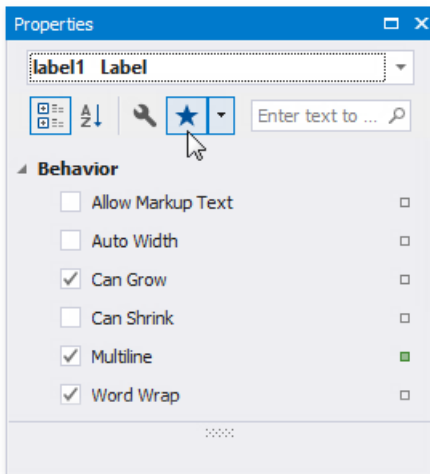 Properties
label1 Label
Enter text to ...
Behavior
Allow Markup Text
Auto Width
Can Grow
Can Shrink
Multiline
Word Wrap